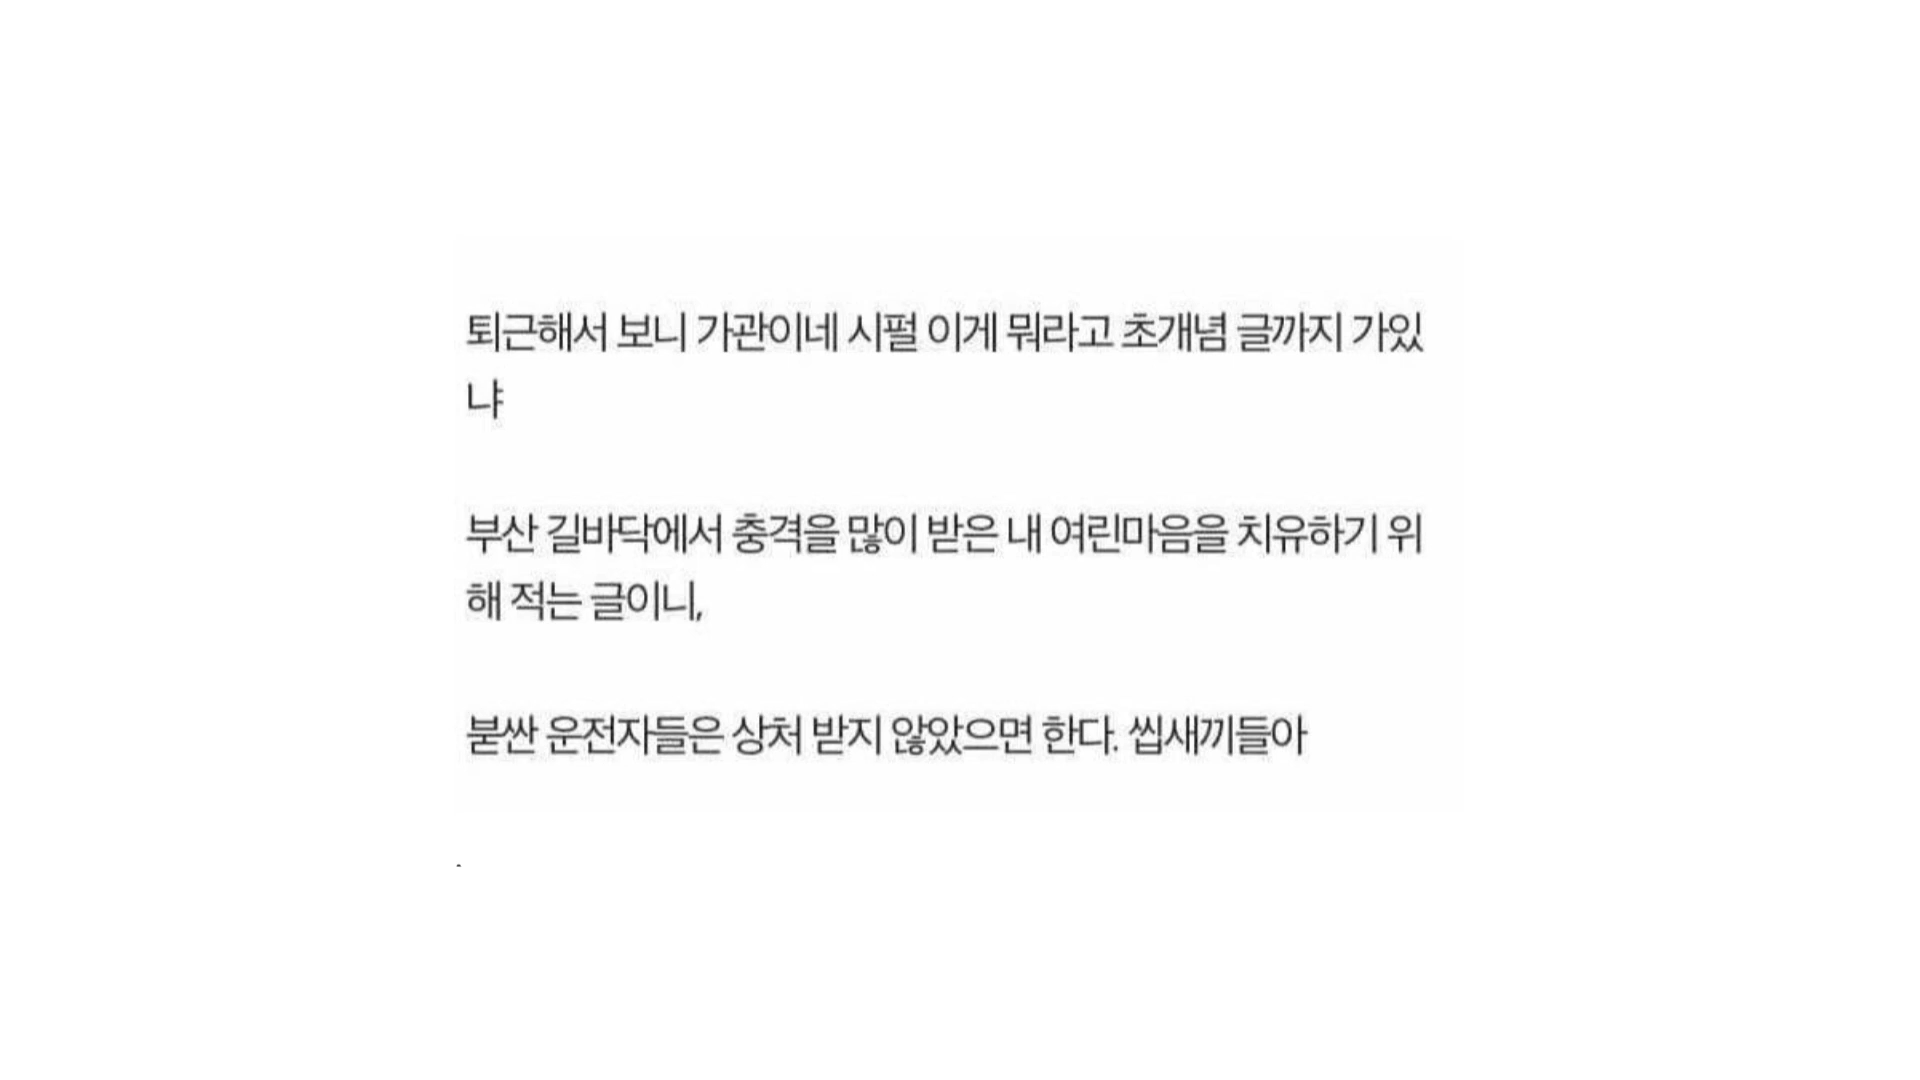 퇴근해서 보니 가관이네 시펄 이게 뭐라고 초개념 글까지 가있
냐
부산 길바닥에서 충격을 많이 받은 내 여린마음을 치유하기 위
해 적는 글이니,
붇싼 운전자들은 상처 받지 않았으면 한다. 씹새끼들아
.